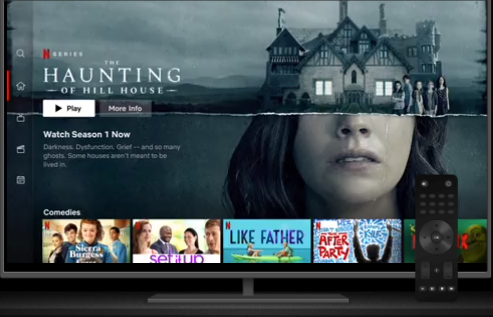 N SERIES
THE
HAUNTING
OF HILL HOUSE
Play
More Info
Watch Season 1 Now
Darkness. Dysfunction. Grief -- and so many
ghosts. Some houses aren't meant to be
lived in.
Comedies
Sierra
Burgess
set it up
LIKE FATHER
AFTER
PARTY